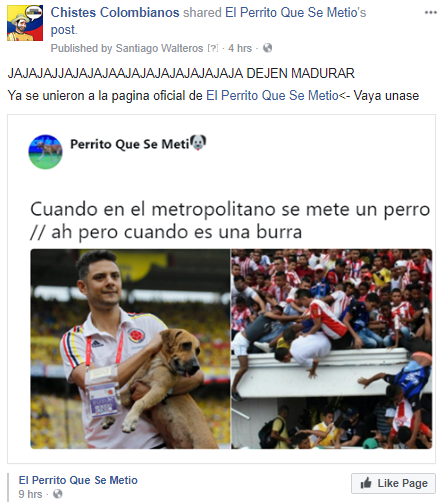 Chistes Colombianos shared El Perrito Que Se Metio's
post.
Published by Santiago Walteros [?] · 4 hrs ·
JAJAJAJJAJAJAJAAJAJAJAJAJAJAJAJA DEJEN MADURAR
Ya se unieron a la pagina oficial de El Perrito Que Se Metio<- Vaya unase
Perrito Que Se Meti🐶
Cuando en el metropolitano se mete un perro
// ah pero cuando es una burra
El Perrito Que Se Metio
9 hrs ·
Like Page